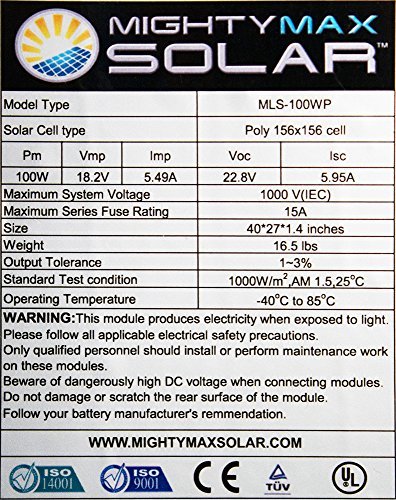 MIGHTYMAX
SOLAR™
Model Type MLS-100WP
Solar Cell type Poly 156x156 cell
Pm Vmp Imp Voc Isc
100W 18.2V 5.49A 22.8V 5.95A
Maximum System Voltage 1000 V(IEC)
Maximum Series Fuse Rating 15A
Size 40*27*1.4 inches
Weight 16.5 lbs
Output Tolerance 1~3%
Standard Test condition 1000W/m²,AM 1.5,25°C
Operating Temperature -40°C to 85°C
WARNING:This module produces electricity when exposed to light.
Please follow all applicable electrical safety precautions.
Only qualified personnel should install or perform maintenance work
on these modules.
Beware of dangerously high DC voltage when connecting modules.
Do not damage or scratch the rear surface of the module.
Follow your battery manufacturer's remmendation.
WWW.MIGHTYMAXSOLAR.COM
ISO 14001 ISO 9001 CE TÜV UL